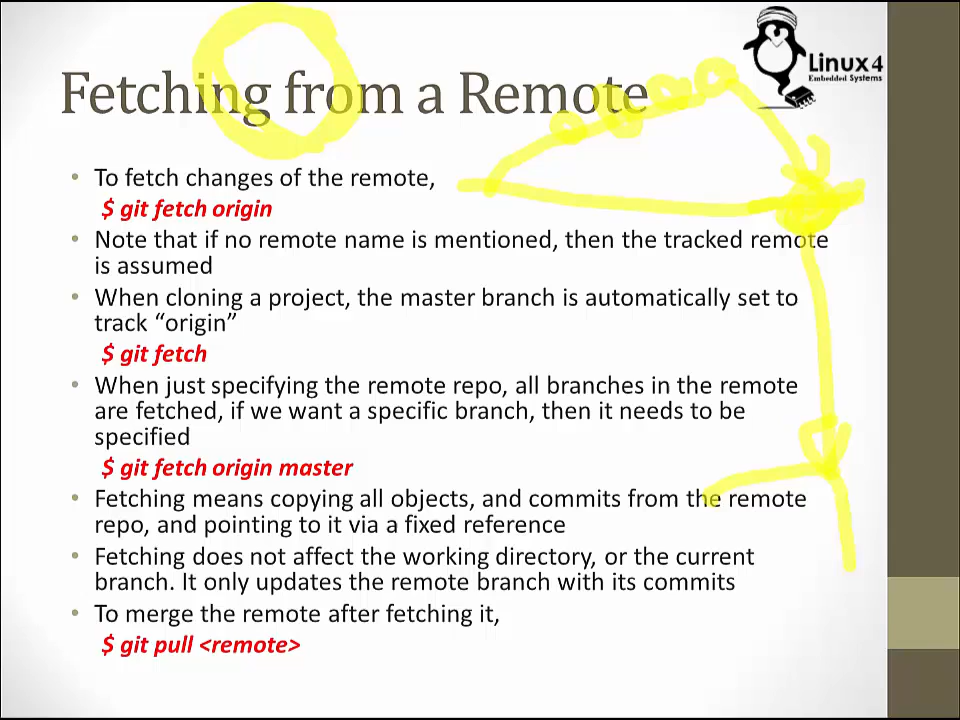 Linux 4
Embedded Systems
Fetching from a Remote
• To fetch changes of the remote,
$ git fetch origin
• Note that if no remote name is mentioned, then the tracked remote
is assumed
• When cloning a project, the master branch is automatically set to
track “origin”
$ git fetch
• When just specifying the remote repo, all branches in the remote
are fetched, if we want a specific branch, then it needs to be
specified
$ git fetch origin master
• Fetching means copying all objects, and commits from the remote
repo, and pointing to it via a fixed reference
• Fetching does not affect the working directory, or the current
branch. It only updates the remote branch with its commits
• To merge the remote after fetching it,
$ git pull <remote>